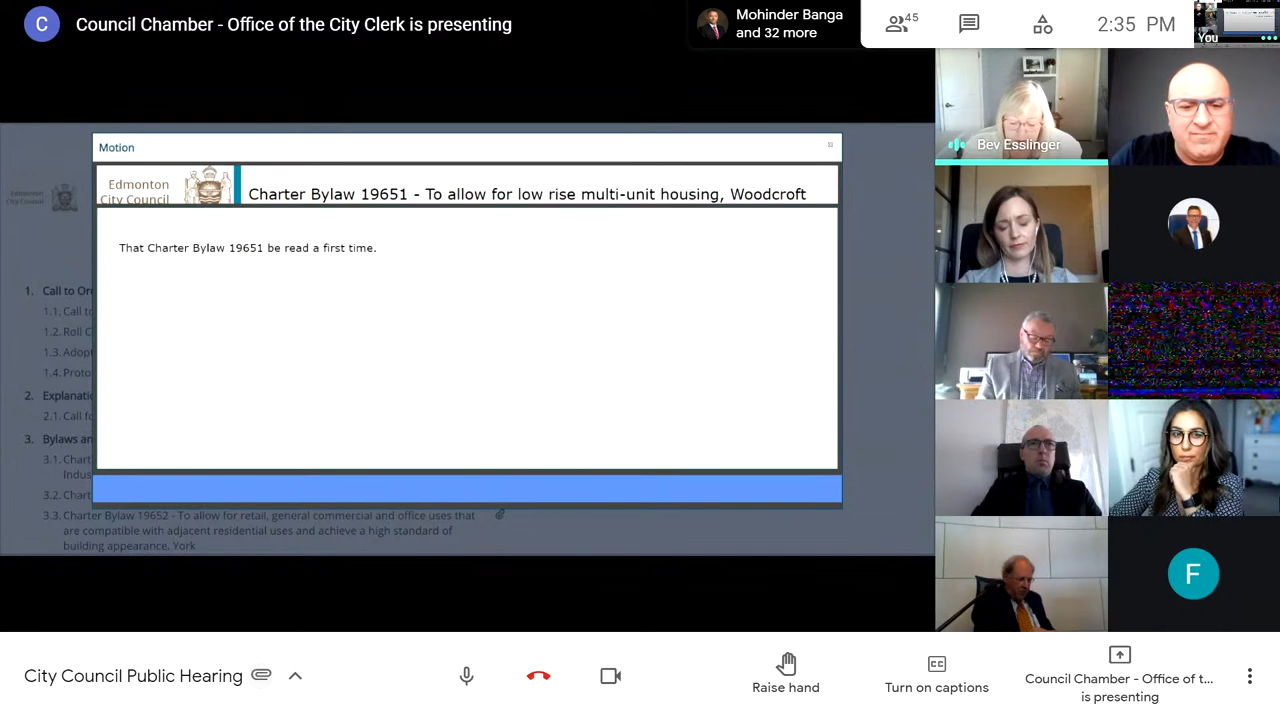 C
Council Chamber - Office of the City Clerk is presenting
Mohinder Banga
and 32 more
45
2:35 PM
You
Motion
Edmonton
City Council
Charter Bylaw 19651 - To allow for low rise multi-unit housing, Woodcroft
That Charter Bylaw 19651 be read a first time.
Edmonton
City Council
1. Call to Or
1.1. Call to
1.2. Roll C
1.3. Adop
1.4. Proto
2. Explanatio
2.1. Call fo
3. Bylaws an
3.1. Chart
Indus
3.2. Chart
3.3. Charter Bylaw 19652 - To allow for retail, general commercial and office uses that
are compatible with adjacent residential uses and achieve a high standard of
building appearance, York
Bev Esslinger
F
City Council Public Hearing
Raise hand
CC
Turn on captions
Council Chamber - Office of t...
is presenting